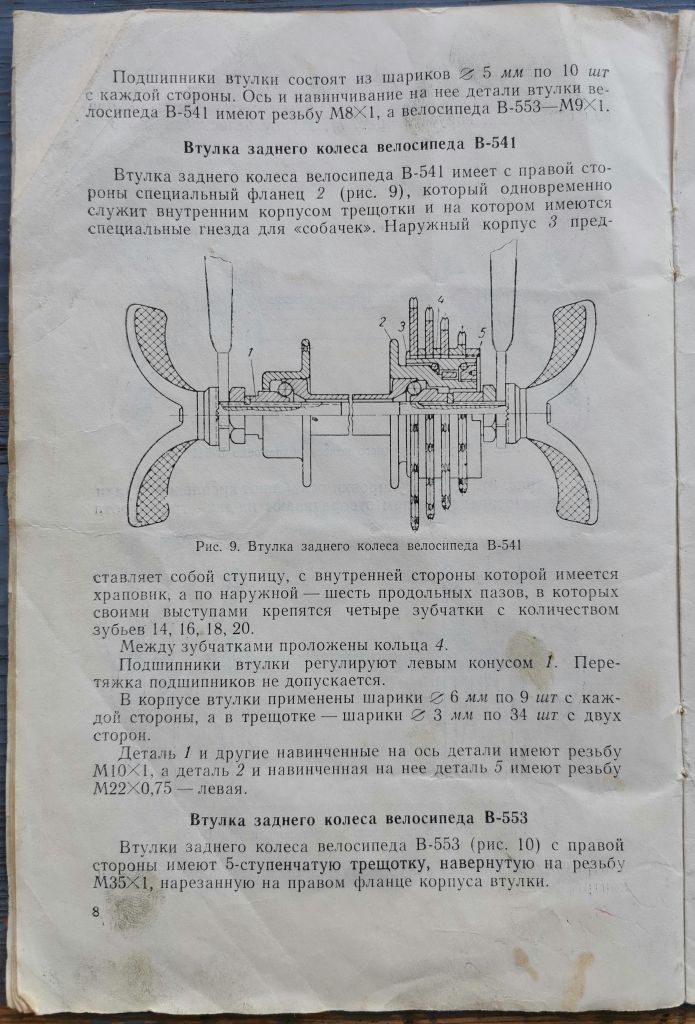 Подшипники втулки состоят из шариков ∅ 5 мм по 10 шт
с каждой стороны. Ось и навинчивание на нее детали втулки ве-
лосипеда В-541 имеют резьбу М8×1, а велосипеда В-553—М9×1.
Втулка заднего колеса велосипеда В-541
Втулка заднего колеса велосипеда В-541 имеет с правой сто-
роны специальный фланец 2 (рис. 9), который одновременно
служит внутренним корпусом трещотки и на котором имеются
специальные гнезда для «собачек». Наружный корпус 3 пред-
1
2
3
4
5
Рис. 9. Втулка заднего колеса велосипеда В-541
ставляет собой ступицу, с внутренней стороны которой имеется
храповик, а по наружной — шесть продольных пазов, в которых
своими выступами крепятся четыре зубчатки с количеством
зубьев 14, 16, 18, 20.
Между зубчатками проложены кольца 4.
Подшипники втулки регулируют левым конусом 1. Пере-
тяжка подшипников не допускается.
В корпусе втулки применены шарики ∅ 6 мм по 9 шт с каж-
дой стороны, а в трещотке — шарики ∅ 3 мм по 34 шт с двух
сторон.
Деталь 1 и другие навинченные на ось детали имеют резьбу
М10×1, а деталь 2 и навинченная на нее деталь 5 имеют резьбу
М22×0,75 — левая.
Втулка заднего колеса велосипеда В-553
Втулки заднего колеса велосипеда В-553 (рис. 10) с правой
стороны имеют 5-ступенчатую трещотку, навернутую на резьбу
М35×1, нарезанную на правом фланце корпуса втулки.
8